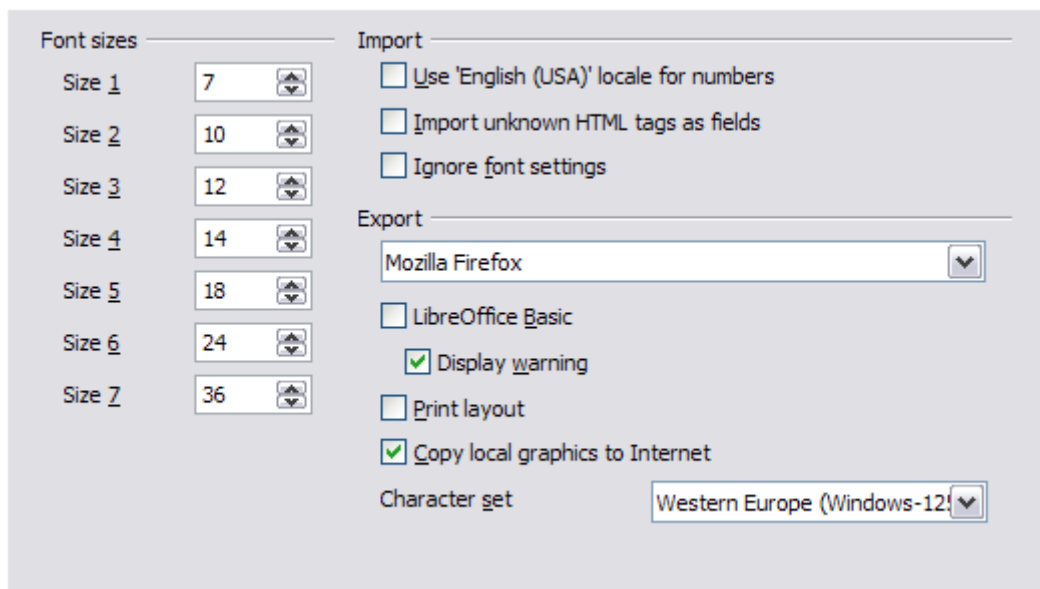 Font sizes
Size 1 7
Size 2 10
Size 3 12
Size 4 14
Size 5 18
Size 6 24
Size 7 36
Import
Use 'English (USA)' locale for numbers
Import unknown HTML tags as fields
Ignore font settings
Export
Mozilla Firefox
LibreOffice Basic
Display warning
Print layout
Copy local graphics to Internet
Character set Western Europe (Windows-125